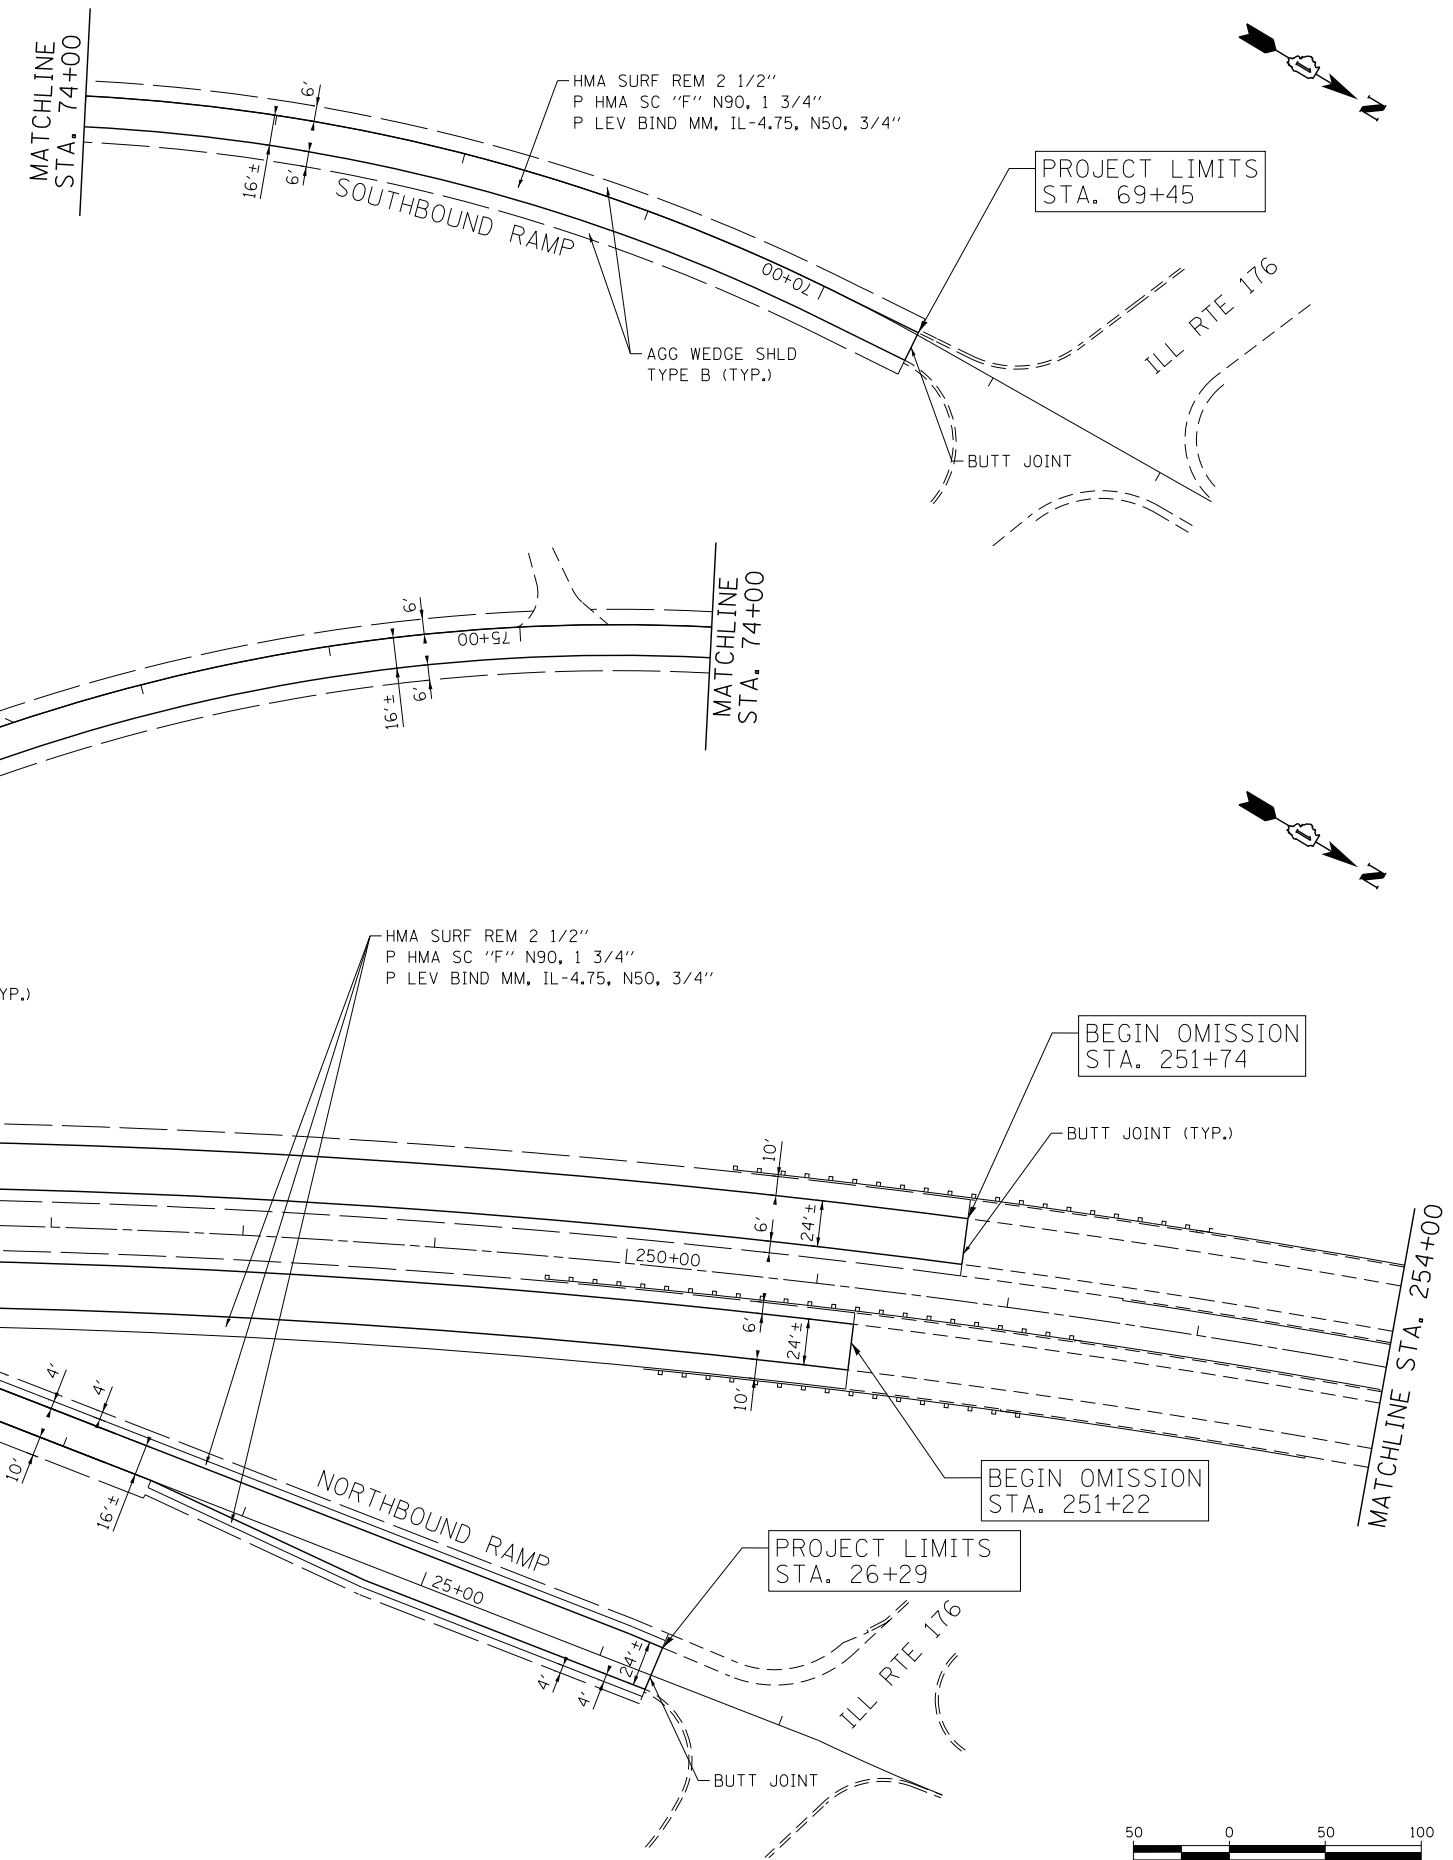 MATCHLINE
STA. 74+00
6'
16'±
6'
HMA SURF REM 2 1/2"
P HMA SC "F" N90, 1 3/4"
P LEV BIND MM, IL-4.75, N50, 3/4"
SOUTHBOUND RAMP
N
PROJECT LIMITS
STA. 69+45
70+00
ILL RTE 176
AGG WEDGE SHLD
TYPE B (TYP.)
BUTT JOINT
6'
75+00
16'±
6'
MATCHLINE
STA. 74+00
N
HMA SURF REM 2 1/2"
P HMA SC "F" N90, 1 3/4"
P LEV BIND MM, IL-4.75, N50, 3/4"
YP.)
BEGIN OMISSION
STA. 251+74
BUTT JOINT (TYP.)
10'
6'
24'±
250+00
6'
24'±
10'
MATCHLINE STA. 254+00
4'
4'
10'
16'±
NORTHBOUND RAMP
BEGIN OMISSION
STA. 251+22
PROJECT LIMITS
STA. 26+29
25+00
24'±
4'
4'
ILL RTE 176
BUTT JOINT
50 0 50 100